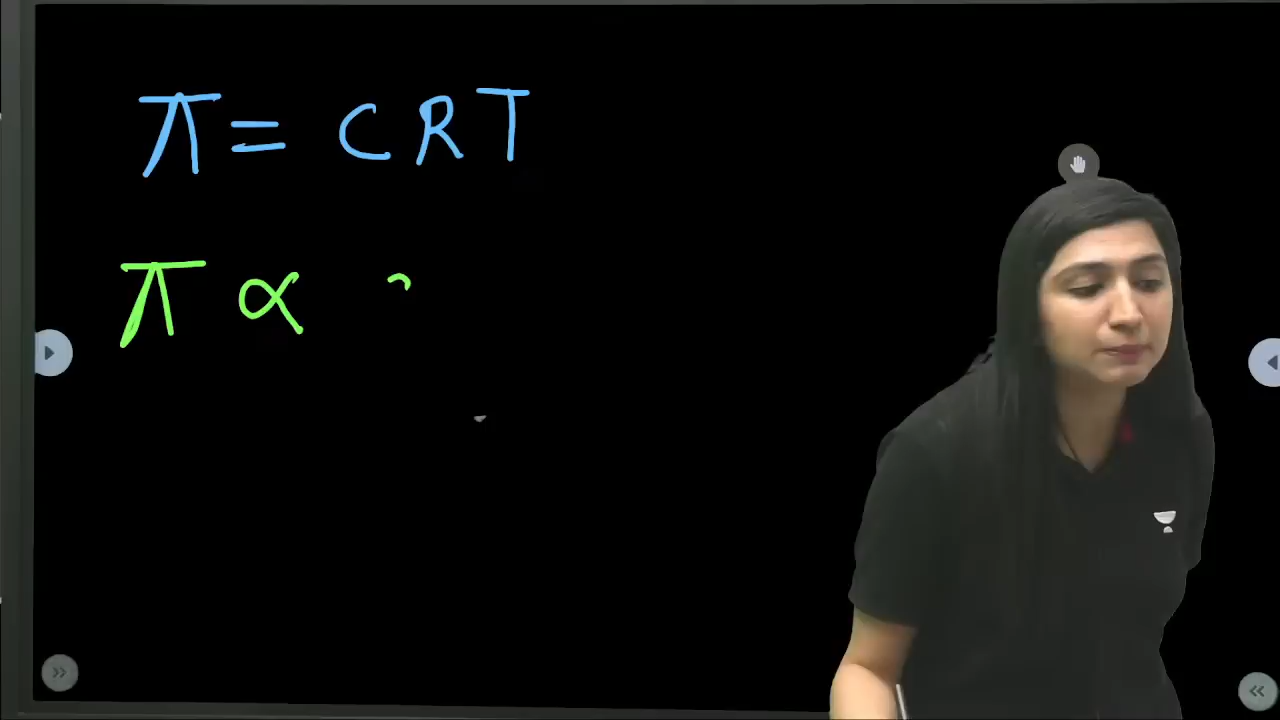 π = CRT
π ∝